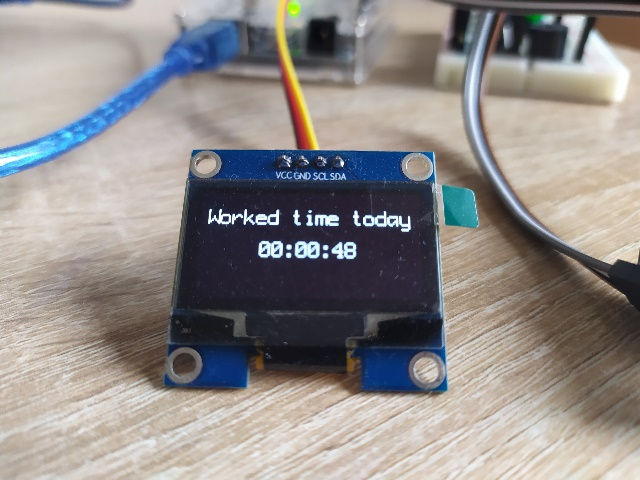 VCC GND SCL SDA
Worked time today
00:00:48